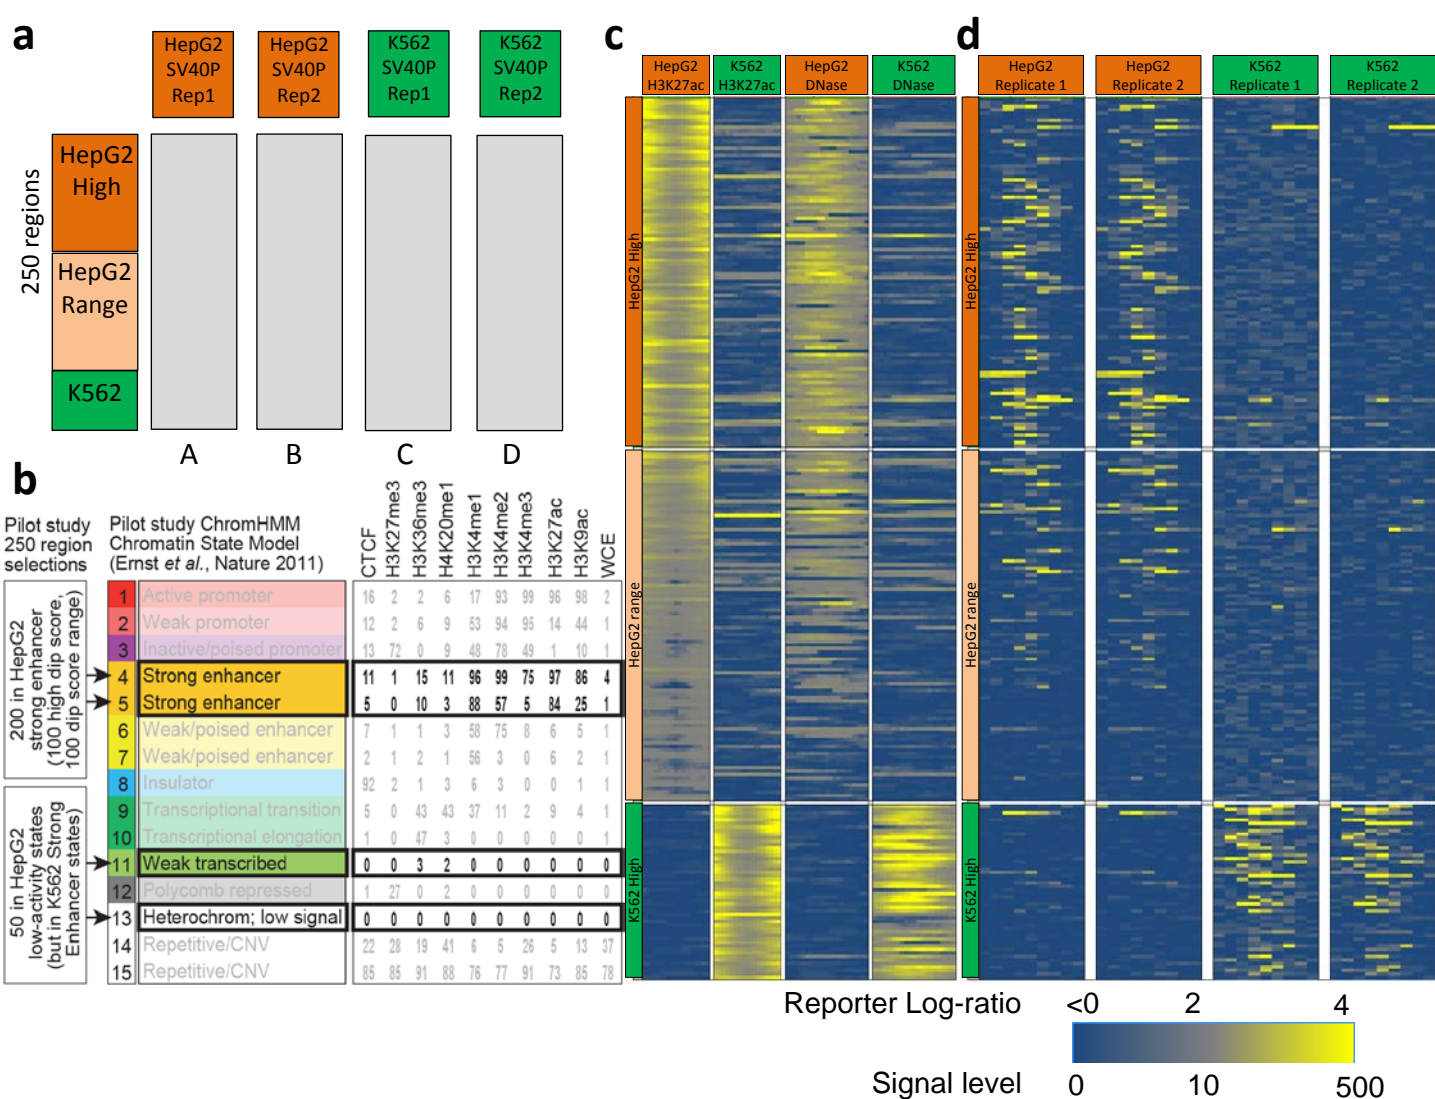 a
HepG2
SV40P
Rep1
HepG2
SV40P
Rep2
K562
SV40P
Rep1
K562
SV40P
Rep2
250 regions
HepG2
High
HepG2
Range
K562
A
B
C
D
b
Pilot study
250 region
selections
Pilot study ChromHMM
Chromatin State Model
(Ernst et al., Nature 2011)
CTCF
H3K27me3
H3K36me3
H4K20me1
H3K4me1
H3K4me2
H3K4me3
H3K27ac
H3K9ac
WCE
200 in HepG2
strong enhancer
(100 high dip score,
100 dip score range)
50 in HepG2
low-activity states
(but in K562 Strong
Enhancer states)
1 Active promoter 16 2 2 6 17 93 99 96 98 2
2 Weak promoter 12 2 6 9 53 94 95 14 44 1
3 Inactive/poised promoter 13 72 0 9 48 78 49 1 10 1
4 Strong enhancer 11 1 15 11 96 99 75 97 86 4
5 Strong enhancer 5 0 10 3 88 57 5 84 25 1
6 Weak/poised enhancer 7 1 1 3 58 75 8 6 5 1
7 Weak/poised enhancer 2 1 2 1 56 3 0 6 2 1
8 Insulator 92 2 1 3 6 3 0 0 1 1
9 Transcriptional transition 5 0 43 43 37 11 2 9 4 1
10 Transcriptional elongation 1 0 47 3 0 0 0 0 0 1
11 Weak transcribed 0 0 3 2 0 0 0 0 0 0
12 Polycomb repressed 1 27 0 2 0 0 0 0 0 0
13 Heterochrom; low signal 0 0 0 0 0 0 0 0 0 0
14 Repetitive/CNV 22 28 19 41 6 5 26 5 13 37
15 Repetitive/CNV 85 85 91 88 76 77 91 73 85 78
c
HepG2
H3K27ac
K562
H3K27ac
HepG2
DNase
K562
DNase
HepG2 High
HepG2 range
K562 High
d
HepG2
Replicate 1
HepG2
Replicate 2
K562
Replicate 1
K562
Replicate 2
HepG2 High
HepG2 range
K562 High
Reporter Log-ratio <0 2 4
Signal level 0 10 500